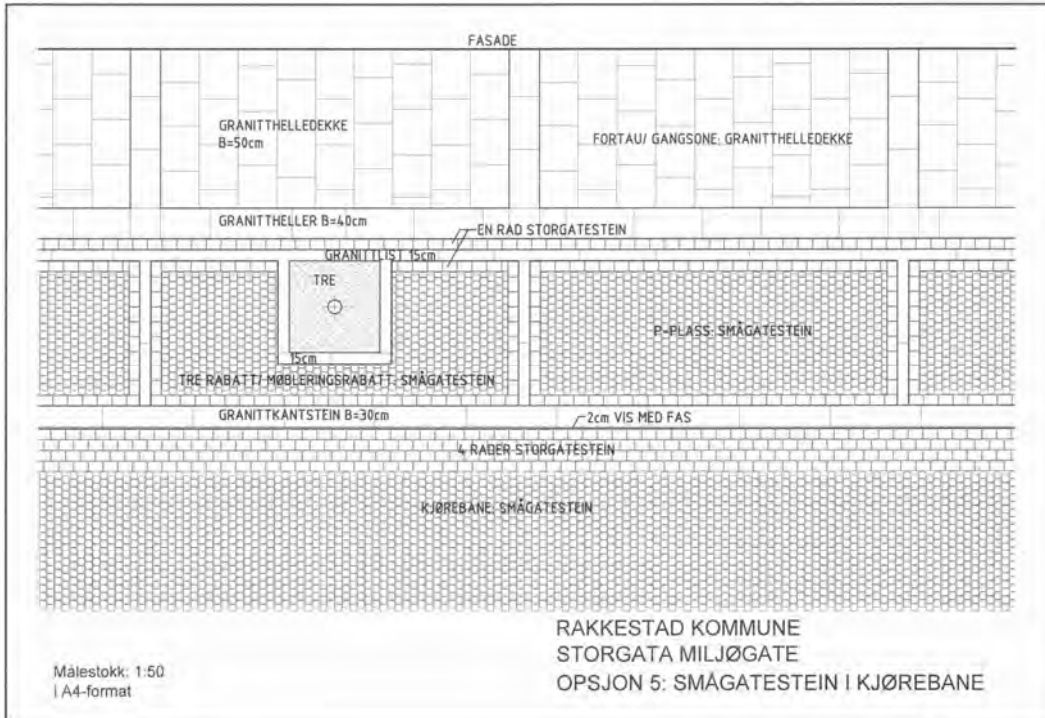 FASADE
GRANITTHELLEDEKKE
B=50cm
FORTAU/ GANGSONE: GRANITTHELLEDEKKE
GRANITTHELLER B=40cm
EN RAD STORGATESTEIN
GRANITTLIST 15cm
TRE
P-PLASS: SMÅGATESTEIN
15cm
TRE RABATT/ MØBLERINGSRABATT: SMÅGATESTEIN
GRANITTKANTSTEIN B=30cm
2cm VIS MED FAS
4 RADER STORGATESTEIN
KJØREBANE: SMÅGATESTEIN
RAKKESTAD KOMMUNE
STORGATA MILJØGATE
OPSJON 5: SMÅGATESTEIN I KJØREBANE
Målestokk: 1:50
i A4-format